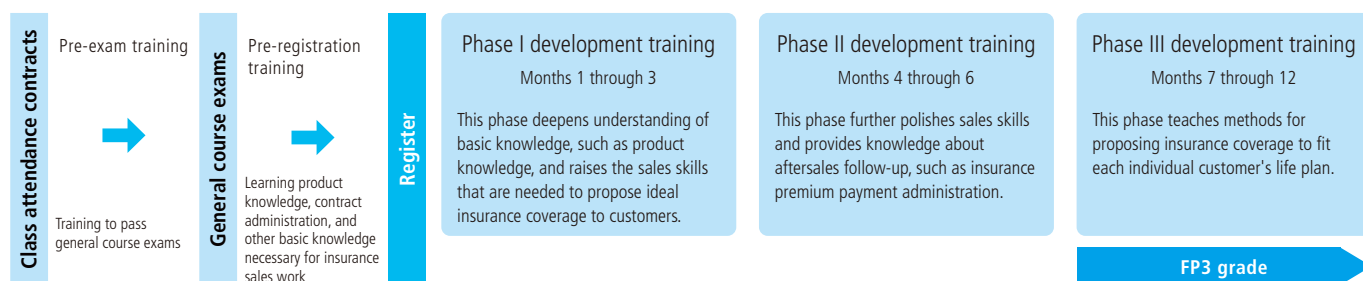 Class attendance contracts
Pre-exam training
Training to pass
general course exams
General course exams
Pre-registration
training
Learning product
knowledge, contract
administration, and
other basic knowledge
necessary for insurance
sales work
Register
Phase I development training
Months 1 through 3
This phase deepens understanding of
basic knowledge, such as product
knowledge, and raises the sales skills
that are needed to propose ideal
insurance coverage to customers.
Phase II development training
Months 4 through 6
This phase further polishes sales skills
and provides knowledge about
aftersales follow-up, such as insurance
premium payment administration.
Phase III development training
Months 7 through 12
This phase teaches methods for
proposing insurance coverage to fit
each individual customer's life plan.
FP3 grade